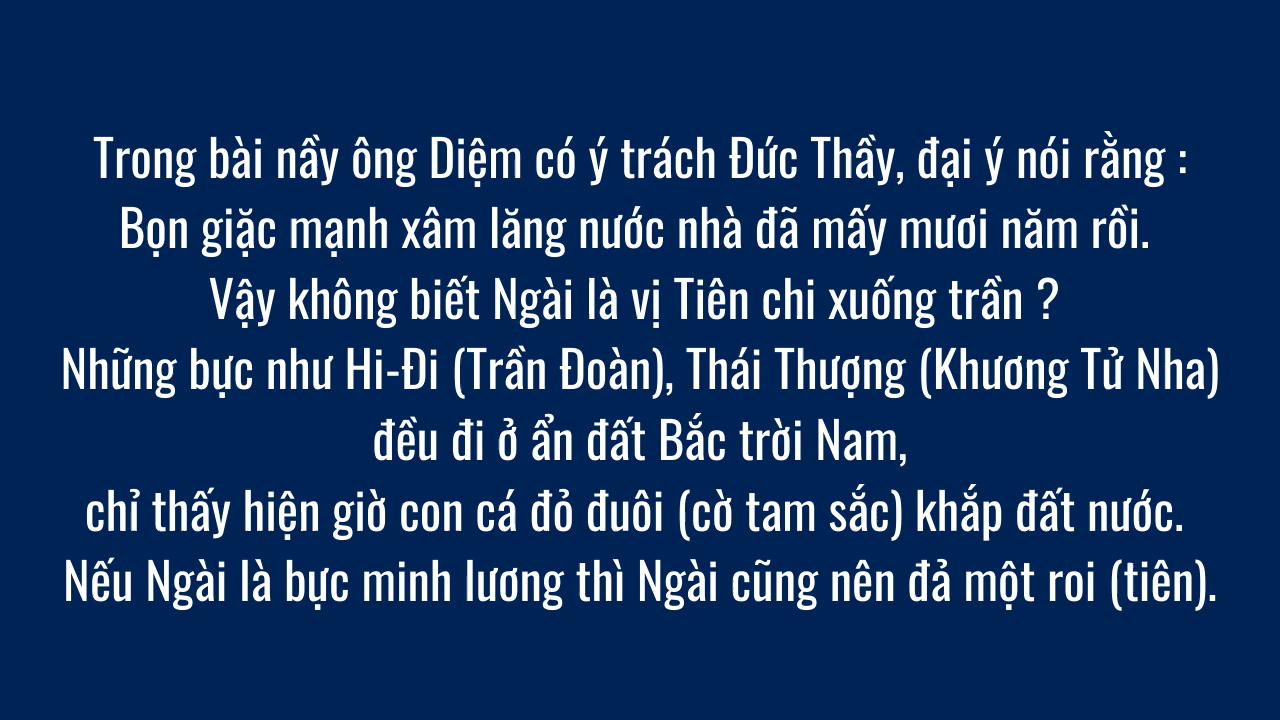 Trong bài nầy ông Diệm có ý trách Đức Thầy, đại ý nói rằng :
Bọn giặc mạnh xâm lăng nước nhà đã mấy mươi năm rồi.
Vậy không biết Ngài là vị Tiên chi xuống trần ?
Những bực như Hi-Đi (Trần Đoàn), Thái Thượng (Khương Tử Nha)
đều đi ở ẩn đất Bắc trời Nam,
chỉ thấy hiện giờ con cá đỏ đuôi (cờ tam sắc) khắp đất nước.
Nếu Ngài là bực minh lương thì Ngài cũng nên đả một roi (tiên).